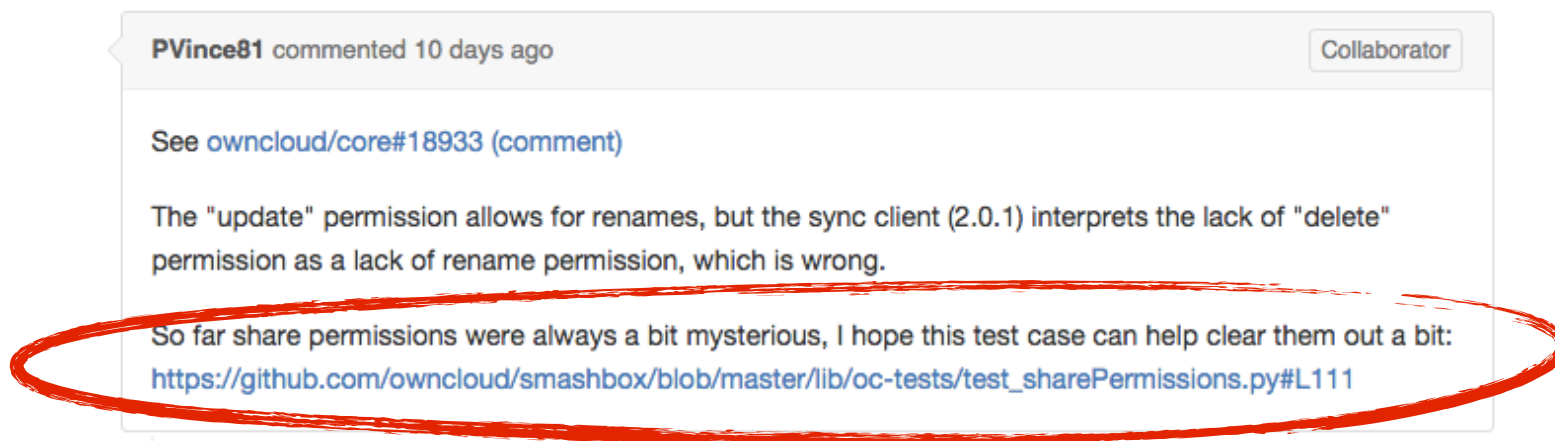 PVince81 commented 10 days ago
Collaborator
See owncloud/core#18933 (comment)
The "update" permission allows for renames, but the sync client (2.0.1) interprets the lack of "delete"
permission as a lack of rename permission, which is wrong.
So far share permissions were always a bit mysterious, I hope this test case can help clear them out a bit:
https://github.com/owncloud/smashbox/blob/master/lib/oc-tests/test_sharePermissions.py#L111